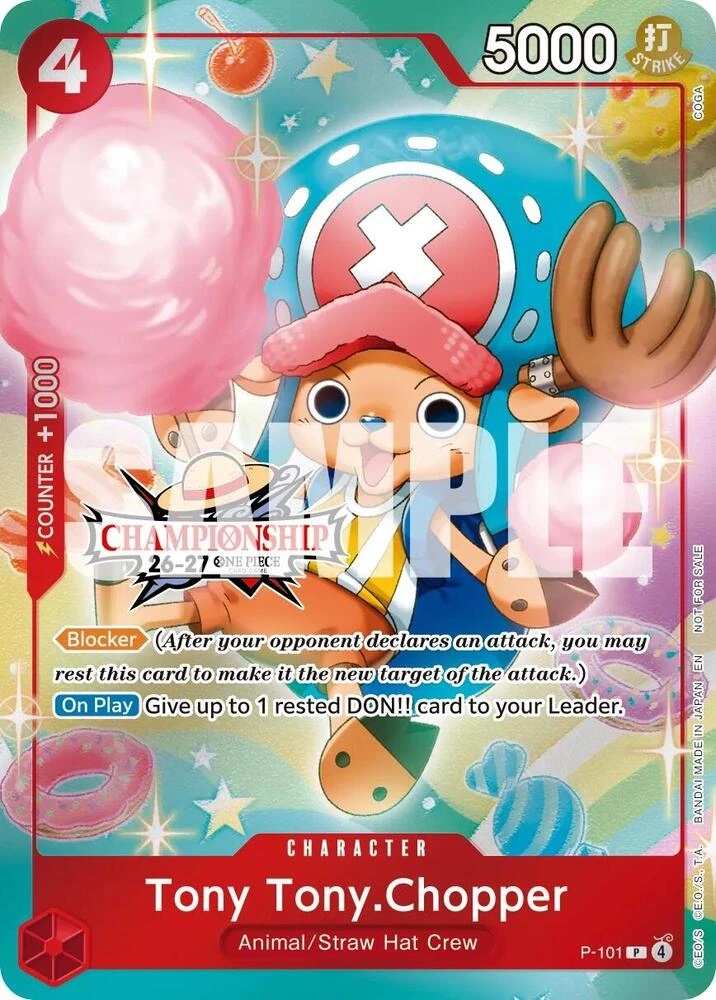 4
5000
打
STRIKE
COGA
COUNTER +1000
SAMPLE
CHAMPIONSHIP
26-27 ONE PIECE
CARD GAME
Blocker (After your opponent declares an attack, you may
rest this card to make it the new target of the attack.)
On Play Give up to 1 rested DON!! card to your Leader.
CHARACTER
Tony Tony.Chopper
Animal/Straw Hat Crew
P-101 P 4
©E.O/S ©E.O./S., T.A. BANDAI MADE IN JAPAN EN NOT FOR SALE